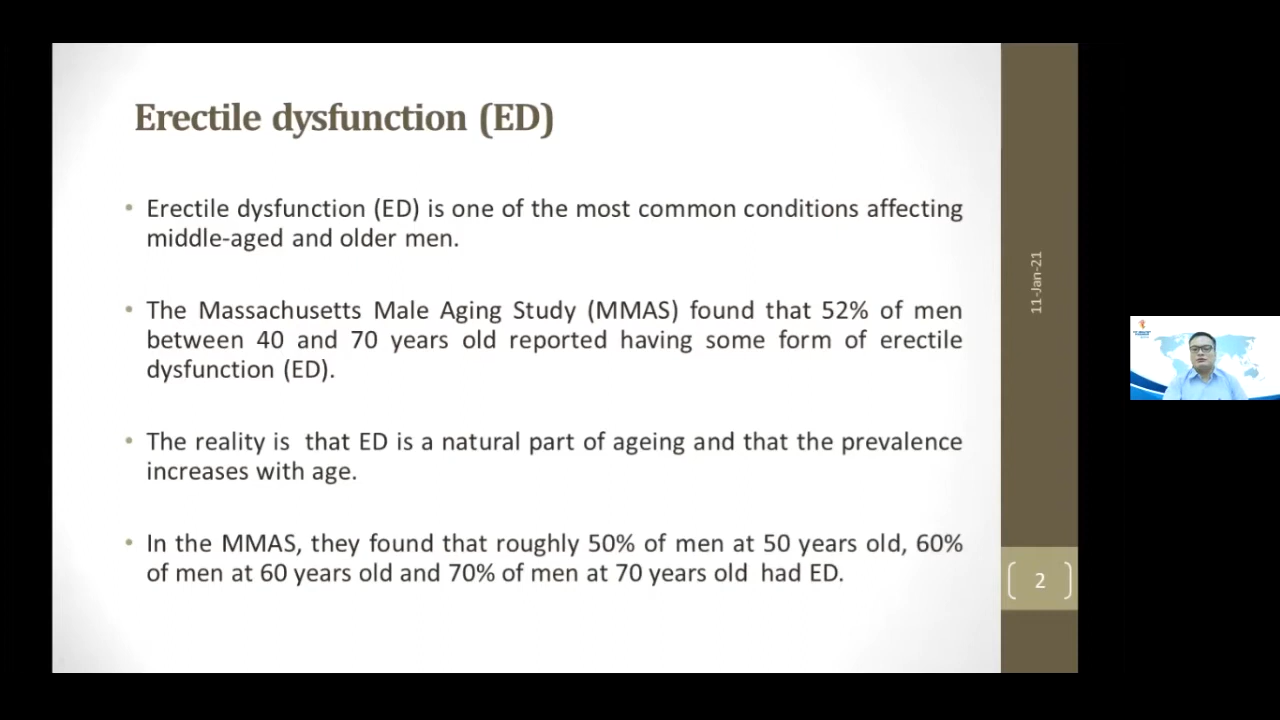 Erectile dysfunction (ED)
• Erectile dysfunction (ED) is one of the most common conditions affecting
middle-aged and older men.
• The Massachusetts Male Aging Study (MMAS) found that 52% of men
between 40 and 70 years old reported having some form of erectile
dysfunction (ED).
• The reality is that ED is a natural part of ageing and that the prevalence
increases with age.
• In the MMAS, they found that roughly 50% of men at 50 years old, 60%
of men at 60 years old and 70% of men at 70 years old had ED.
11-Jan-21
2